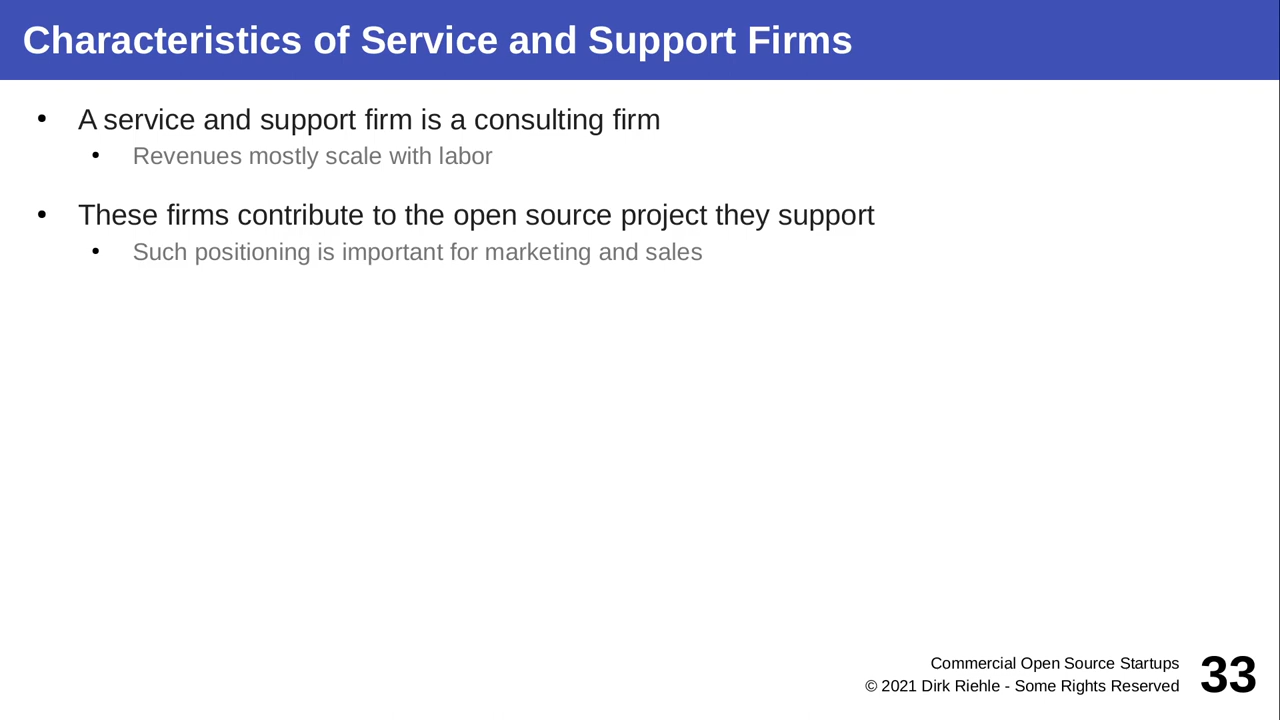 Characteristics of Service and Support Firms
• A service and support firm is a consulting firm
• Revenues mostly scale with labor
• These firms contribute to the open source project they support
• Such positioning is important for marketing and sales
Commercial Open Source Startups
© 2021 Dirk Riehle - Some Rights Reserved
33